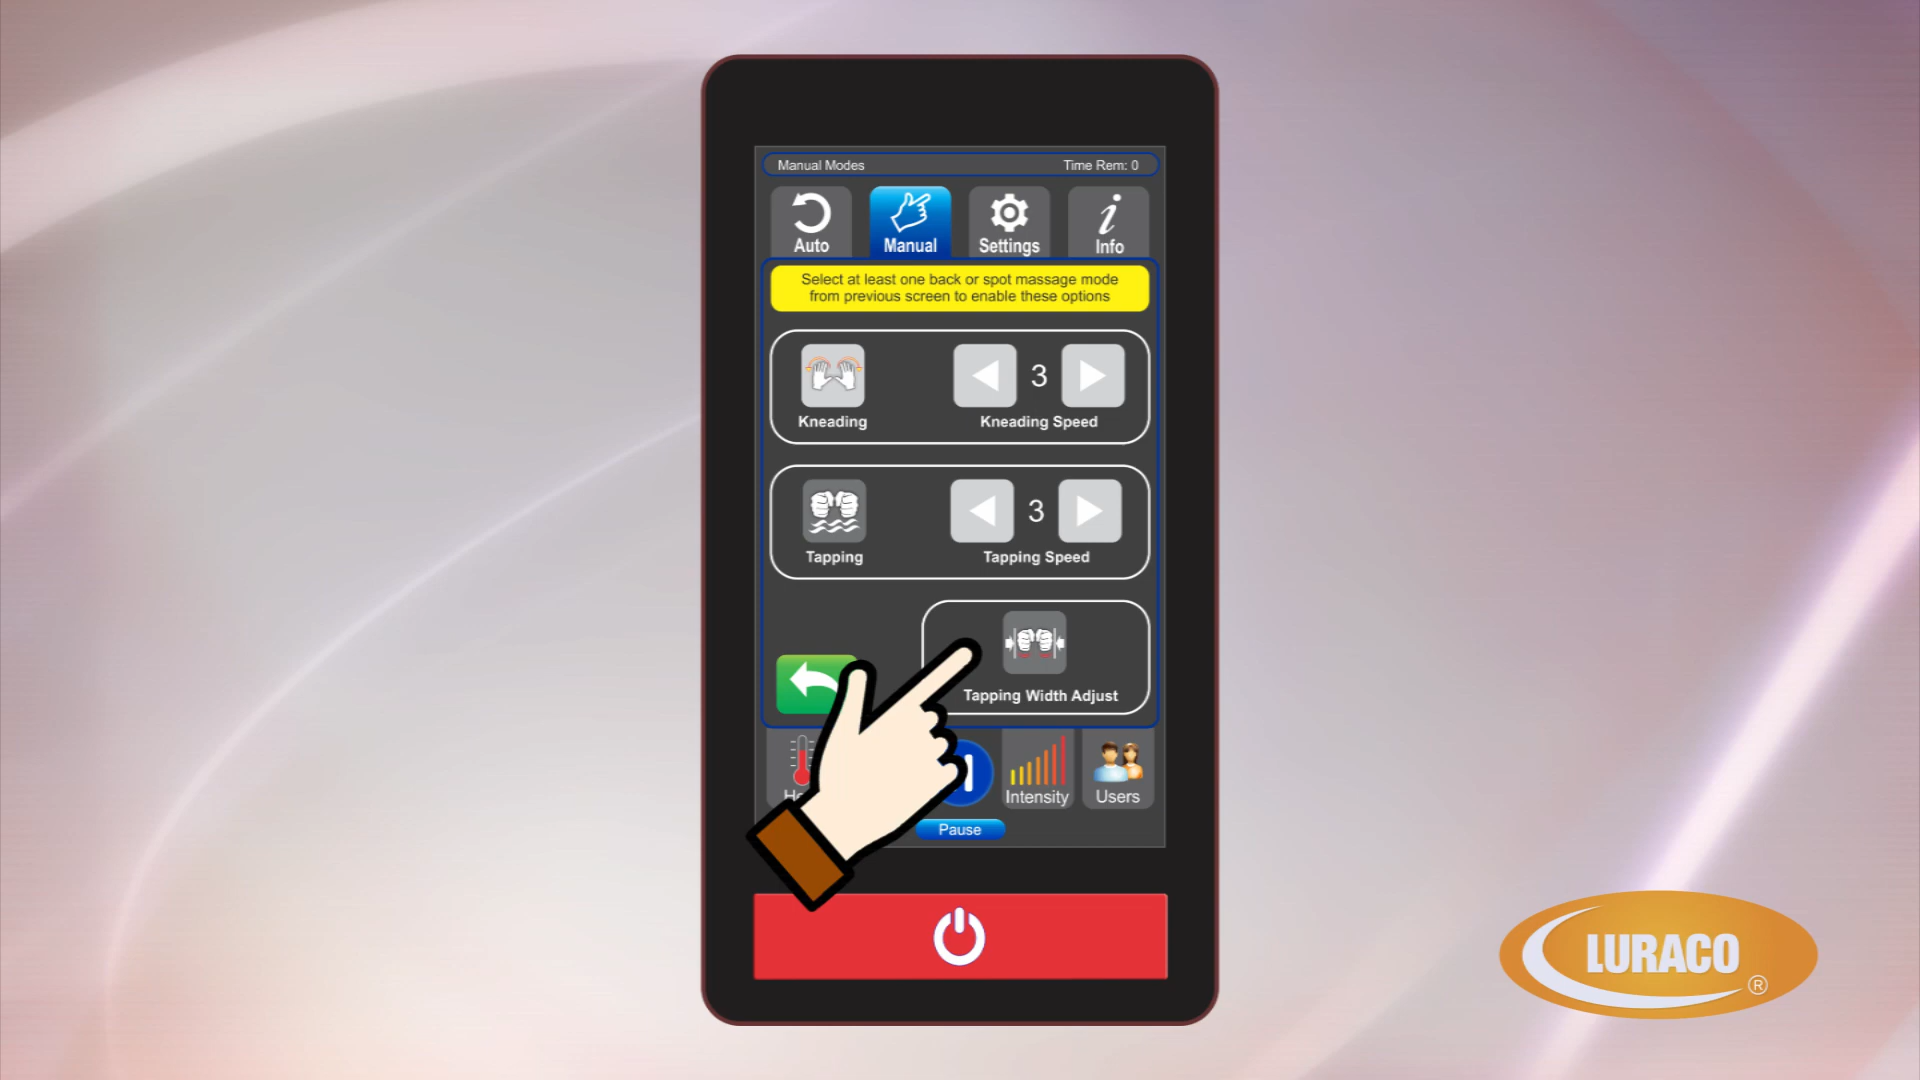 Manual Modes Time Rem: 0
Auto Manual Settings Info
Select at least one back or spot massage mode
from previous screen to enable these options
3
Kneading Kneading Speed
3
Tapping Tapping Speed
Tapping Width Adjust
Intensity Users
Pause
LURACO
®